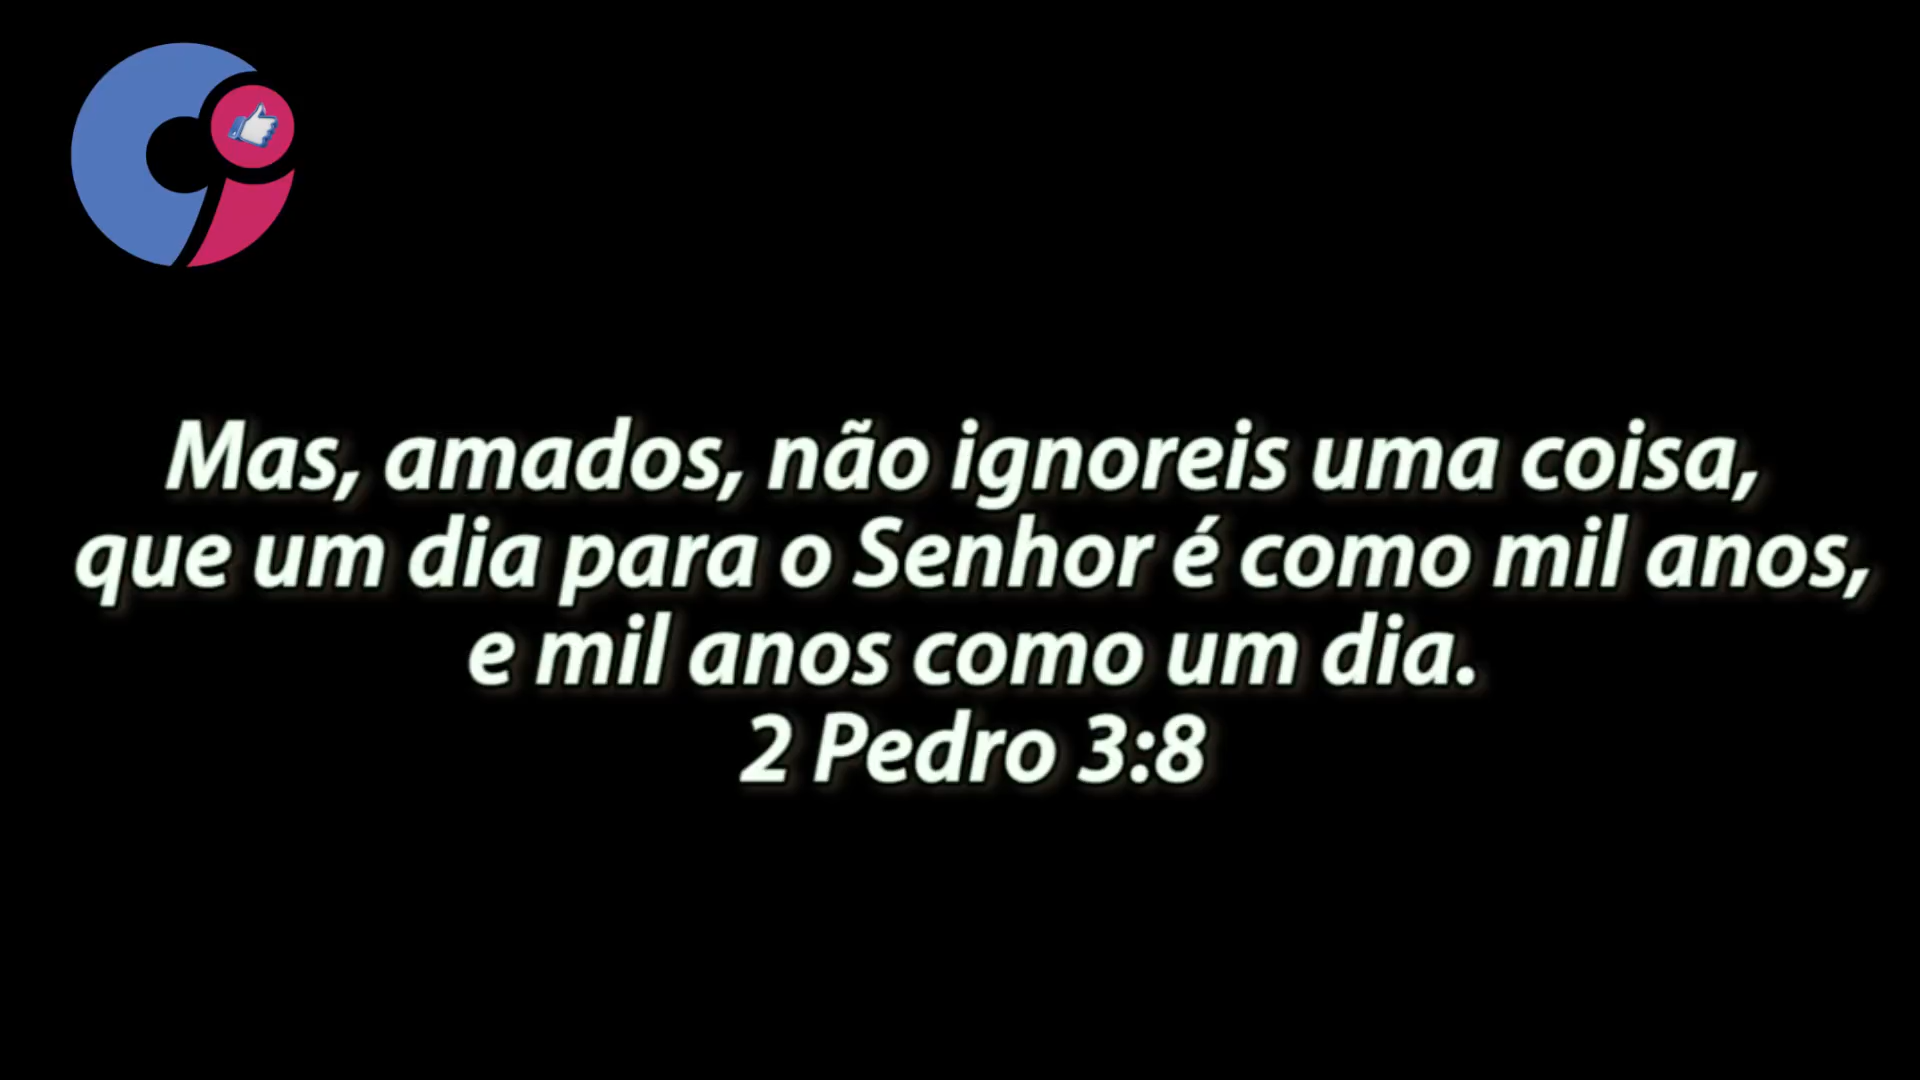 Mas, amados, não ignoreis uma coisa,
que um dia para o Senhor é como mil anos,
e mil anos como um dia.
2 Pedro 3:8